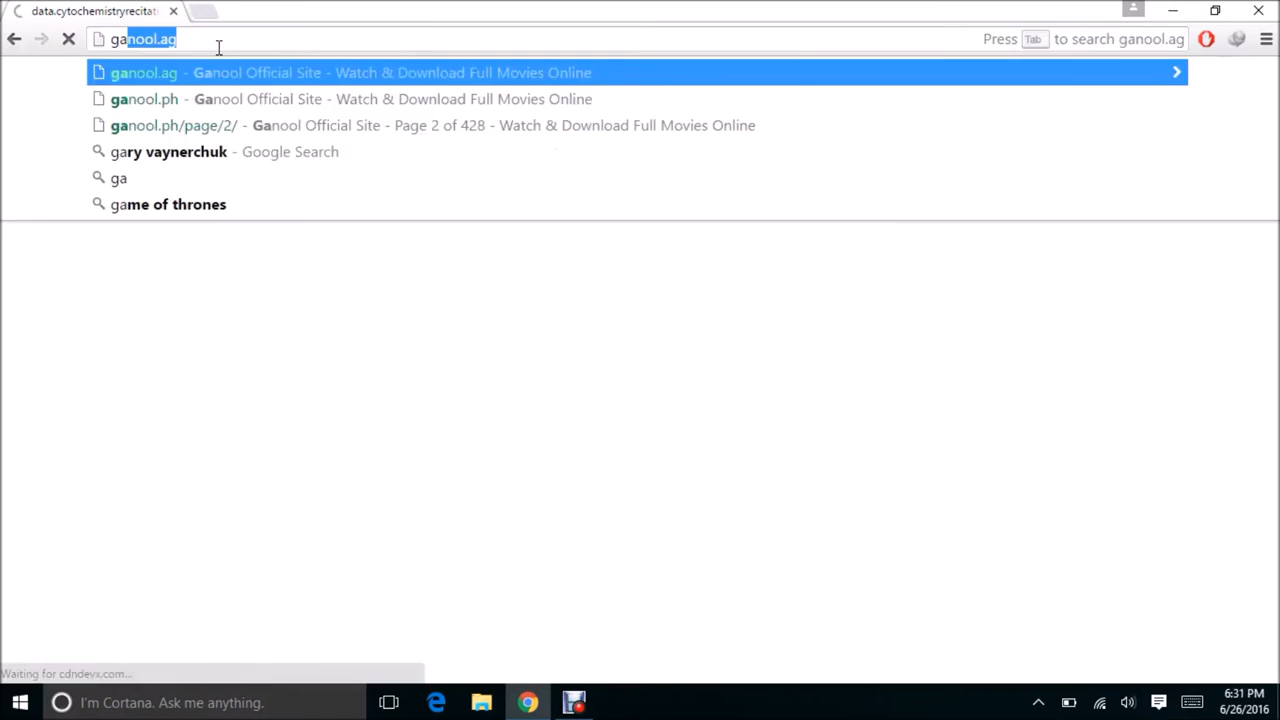 data.cytochemistryrecitat
ganool.ag
Press Tab to search ganool.ag
ganool.ag - Ganool Official Site - Watch & Download Full Movies Online
ganool.ph - Ganool Official Site - Watch & Download Full Movies Online
ganool.ph/page/2/ - Ganool Official Site - Page 2 of 428 - Watch & Download Full Movies Online
gary vaynerchuk - Google Search
ga
game of thrones
Waiting for cdndevx.com...
I'm Cortana. Ask me anything.
6:31 PM
6/26/2016